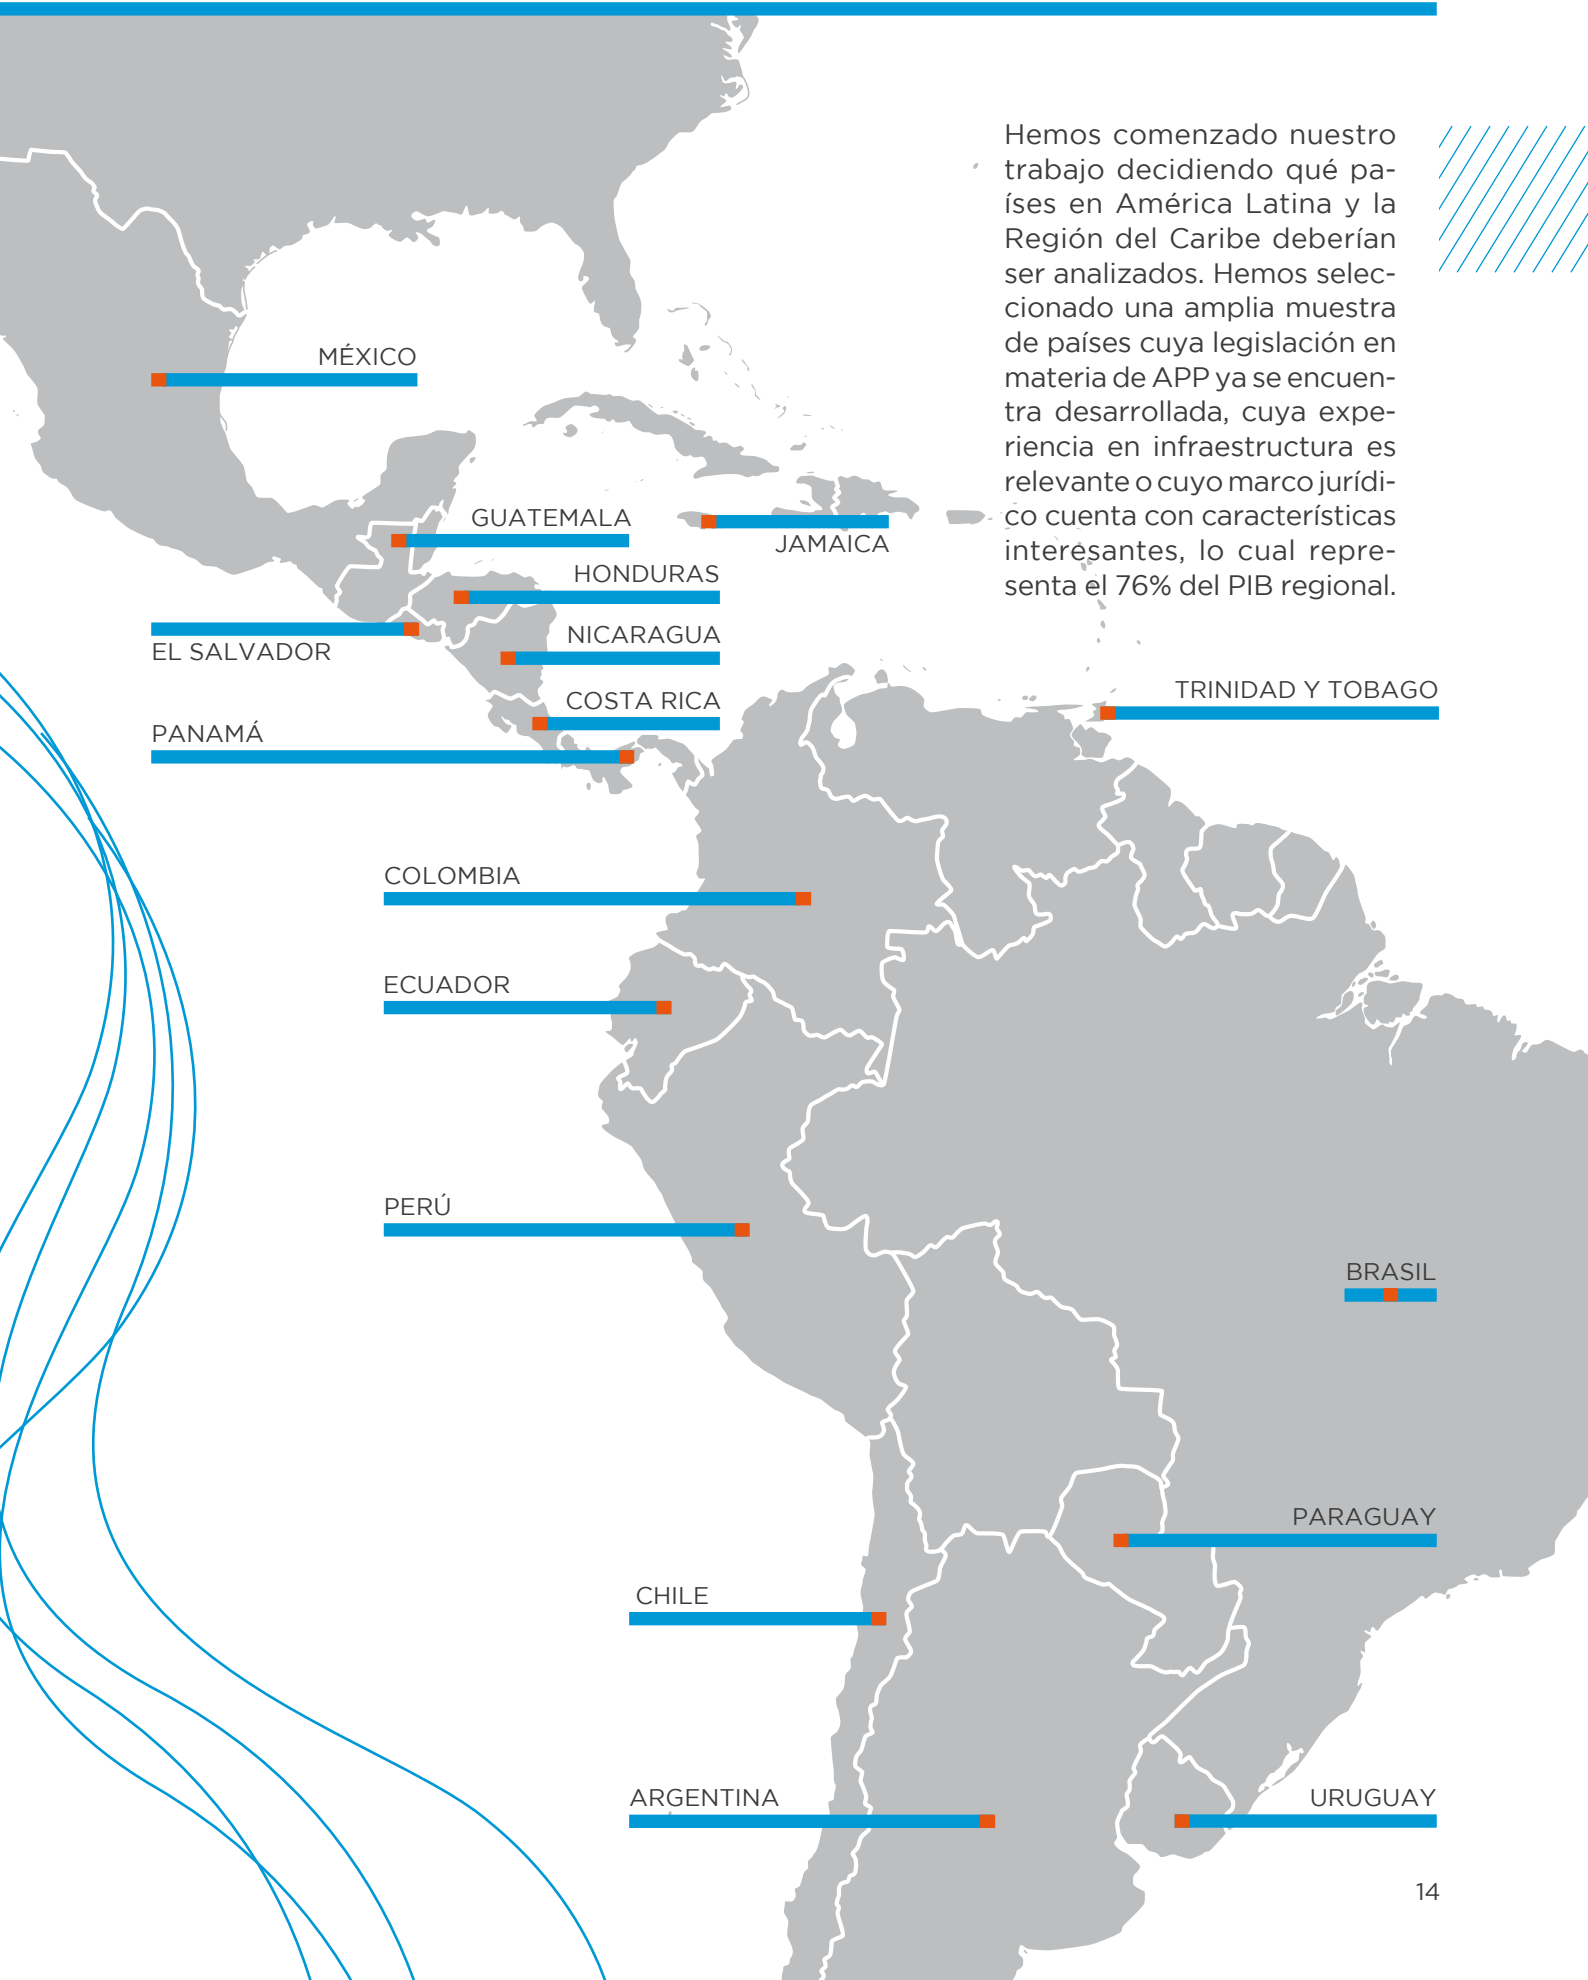 Hemos comenzado nuestro
trabajo decidiendo qué pa-
íses en América Latina y la
Región del Caribe deberían
ser analizados. Hemos selec-
cionado una amplia muestra
de países cuya legislación en
materia de APP ya se encuen-
tra desarrollada, cuya expe-
riencia en infraestructura es
relevante o cuyo marco jurídi-
co cuenta con características
interesantes, lo cual repre-
senta el 76% del PIB regional.
MÉXICO
GUATEMALA
JAMAICA
HONDURAS
NICARAGUA
EL SALVADOR
TRINIDAD Y TOBAGO
COSTA RICA
PANAMÁ
COLOMBIA
ECUADOR
PERÚ
BRASIL
PARAGUAY
CHILE
ARGENTINA
URUGUAY
14